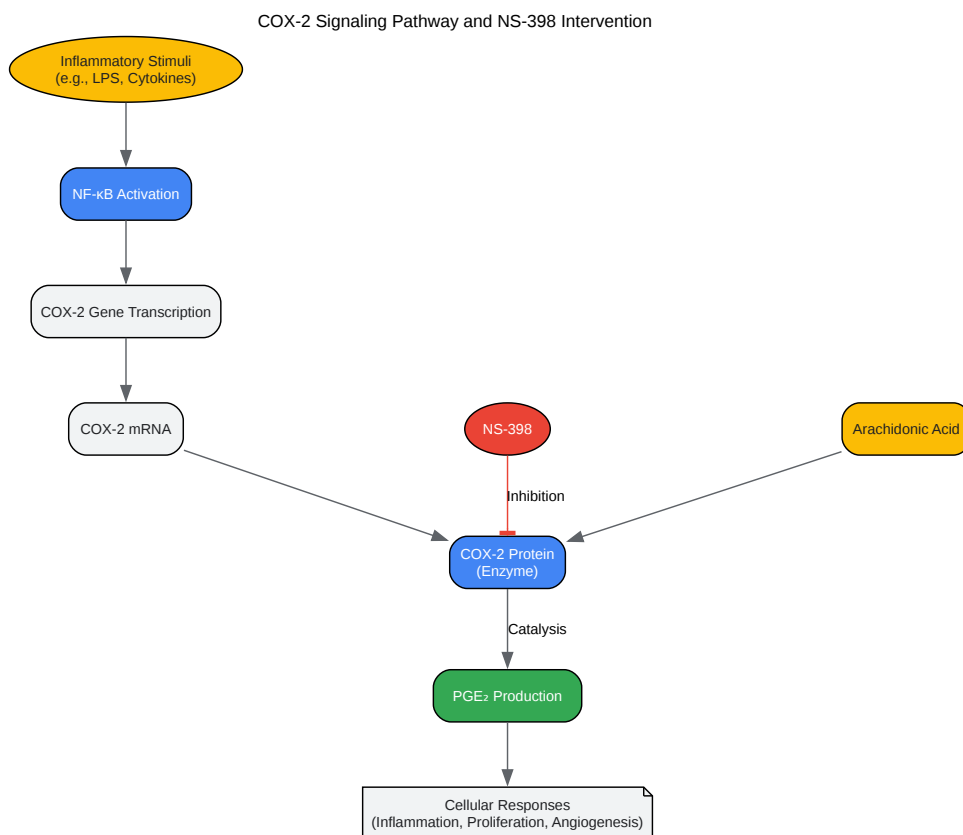 COX-2 Signaling Pathway and NS-398 Intervention
Inflammatory Stimuli
(e.g., LPS, Cytokines)
NF-κB Activation
COX-2 Gene Transcription
COX-2 mRNA
NS-398
Arachidonic Acid
Inhibition
COX-2 Protein
(Enzyme)
Catalysis
PGE₂ Production
Cellular Responses
(Inflammation, Proliferation, Angiogenesis)